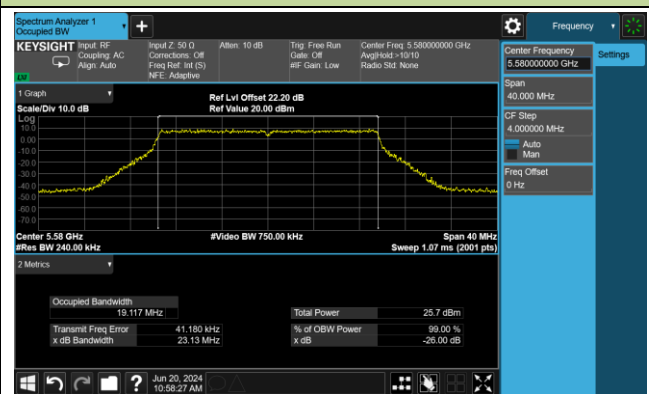 Spectrum Analyzer 1
Occupied BW
+
Frequency
KEYSIGHT
Input: RF
Coupling: AC
Align: Auto
Input Z: 50 Ω
Corrections: Off
Freq Ref: Int (S)
NFE: Adaptive
Atten: 10 dB
Trig: Free Run
Gate: Off
#IF Gain: Low
Center Freq: 5.580000000 GHz
Avg|Hold:>10/10
Radio Std: None
LXI
Center Frequency
5.580000000 GHz
Settings
Span
40.000 MHz
CF Step
4.000000 MHz
Auto
Man
Freq Offset
0 Hz
1 Graph
Scale/Div 10.0 dB
Ref Lvl Offset 22.20 dB
Ref Value 20.00 dBm
Log
10.0
0.00
-10.0
-20.0
-30.0
-40.0
-50.0
-60.0
-70.0
Center 5.58 GHz
#Video BW 750.00 kHz
Span 40 MHz
#Res BW 240.00 kHz
Sweep 1.07 ms (2001 pts)
2 Metrics
Occupied Bandwidth
19.117 MHz
Total Power 25.7 dBm
Transmit Freq Error 41.180 kHz
% of OBW Power 99.00 %
x dB Bandwidth 23.13 MHz
x dB -26.00 dB
?
Jun 20, 2024
10:58:27 AM